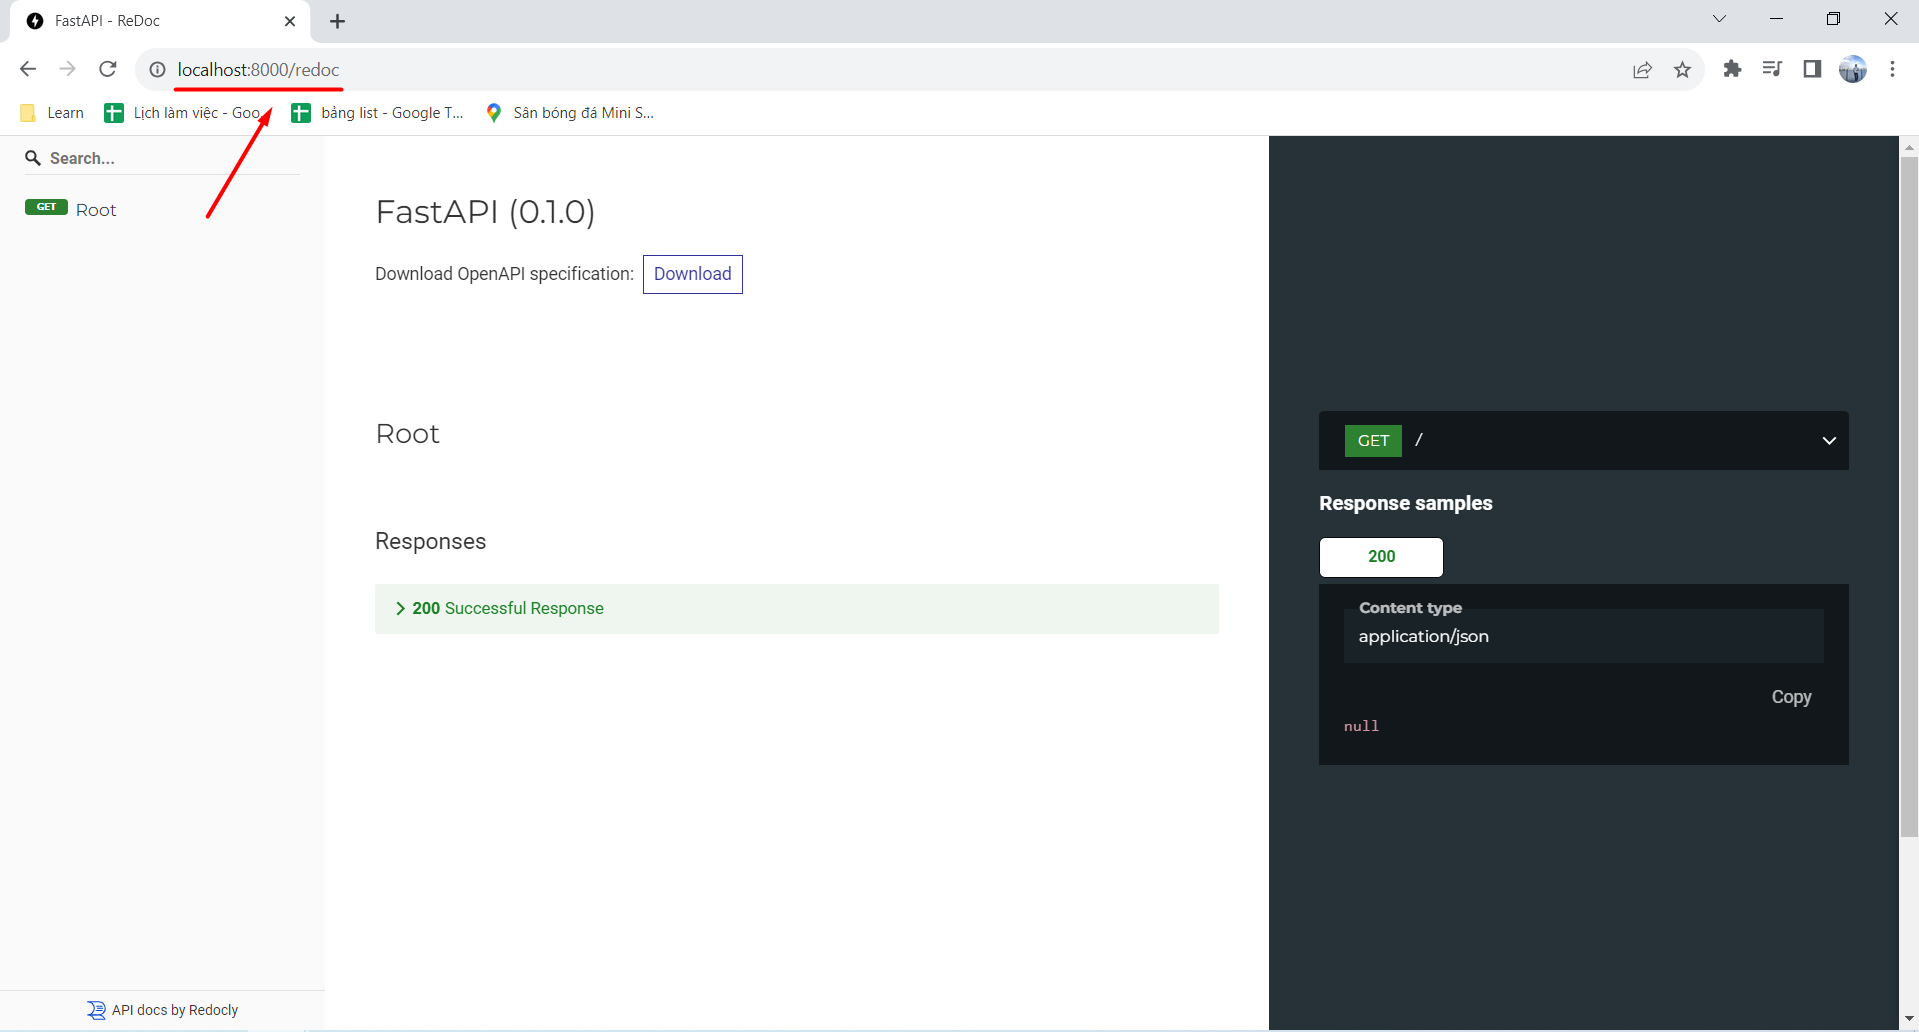 FastAPI - ReDoc
localhost:8000/redoc
Learn
Lịch làm việc - Goo...
bảng list - Google T...
Sân bóng đá Mini S...
Search...
GET Root
FastAPI (0.1.0)
Download OpenAPI specification: Download
Root
Responses
200 Successful Response
GET /
Response samples
200
Content type
application/json
Copy
null
API docs by Redocly